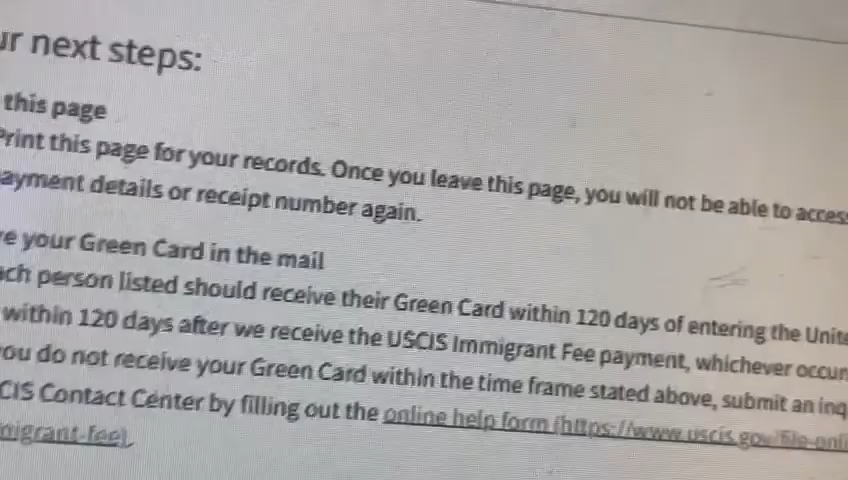 ur next steps:
this page
Print this page for your records. Once you leave this page, you will not be able to access
ayment details or receipt number again.
e your Green Card in the mail
ach person listed should receive their Green Card within 120 days of entering the Unite
within 120 days after we receive the USCIS Immigrant Fee payment, whichever occur
ou do not receive your Green Card within the time frame stated above, submit an inq
CIS Contact Center by filling out the online help form (https://www.uscis.gov/file-onli
migrant-fee).